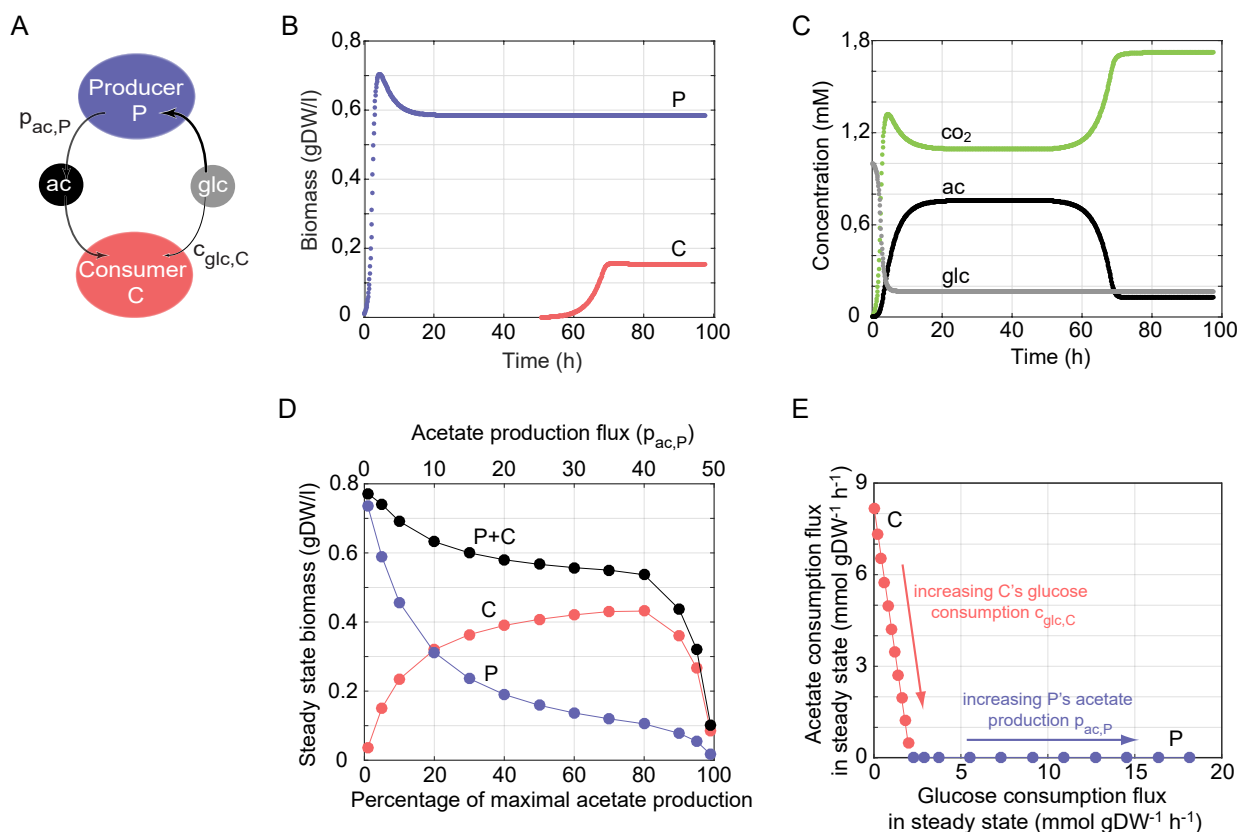 A
Producer
P
p_ac,P
ac
glc
c_glc,C
Consumer
C
B
Biomass (gDW/l)
0.8
0.6
0.4
0.2
0
P
C
0 20 40 60 80 100
Time (h)
C
Concentration (mM)
1,8
1,2
0,6
0
co₂
ac
glc
0 20 40 60 80 100
Time (h)
D
Acetate production flux (p_ac,P)
0 10 20 30 40 50
Steady state biomass (gDW/l)
0.8
0.6
0.4
0.2
0
P+C
C
P
0 20 40 60 80 100
Percentage of maximal acetate production
E
Acetate consumption flux
in steady state (mmol gDW⁻¹ h⁻¹)
9
6
3
0
C
increasing C's glucose
consumption c_glc,C
increasing P's acetate
production p_ac,P
P
0 5 10 15 20
Glucose consumption flux
in steady state (mmol gDW⁻¹ h⁻¹)